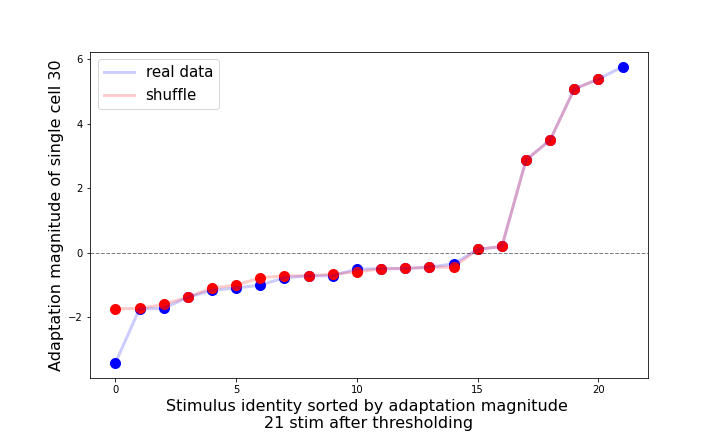 real data
shuffle
Adaptation magnitude of single cell 30
6
4
2
0
−2
0
5
10
15
20
Stimulus identity sorted by adaptation magnitude
21 stim after thresholding